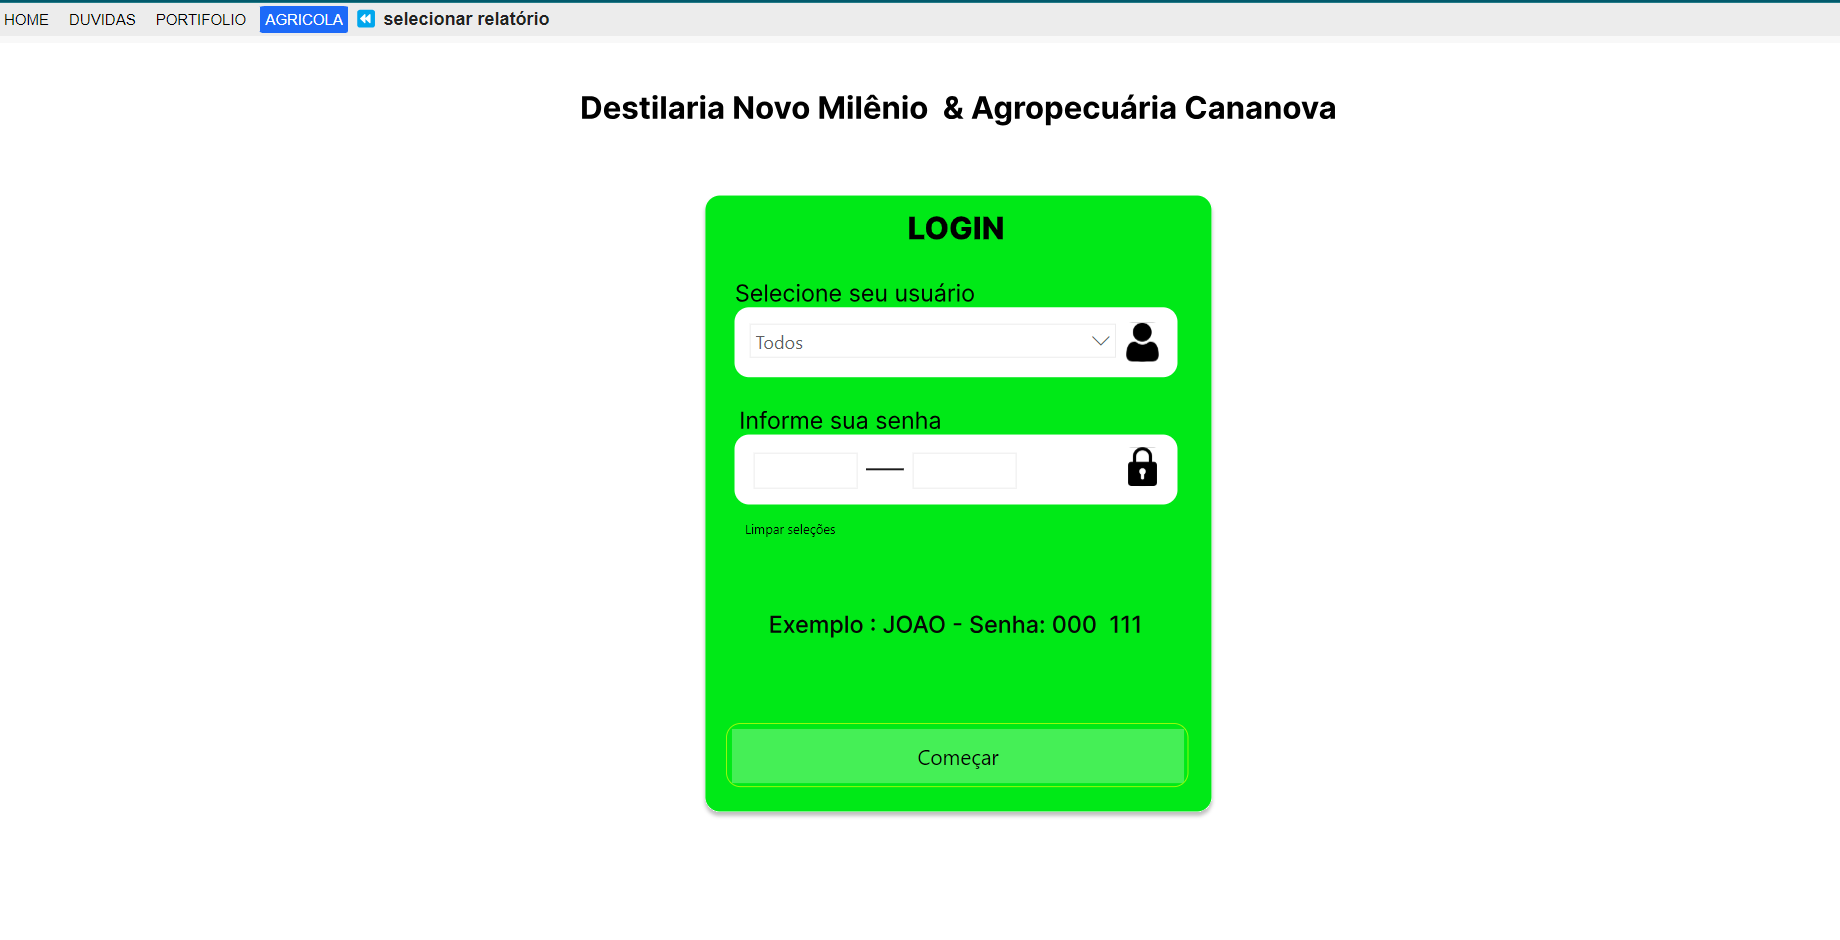 HOME DUVIDAS PORTIFOLIO AGRICOLA selecionar relatório
Destilaria Novo Milênio & Agropecuária Cananova
LOGIN
Selecione seu usuário
Todos
Informe sua senha
Limpar seleções
Exemplo : JOAO - Senha: 000 111
Começar